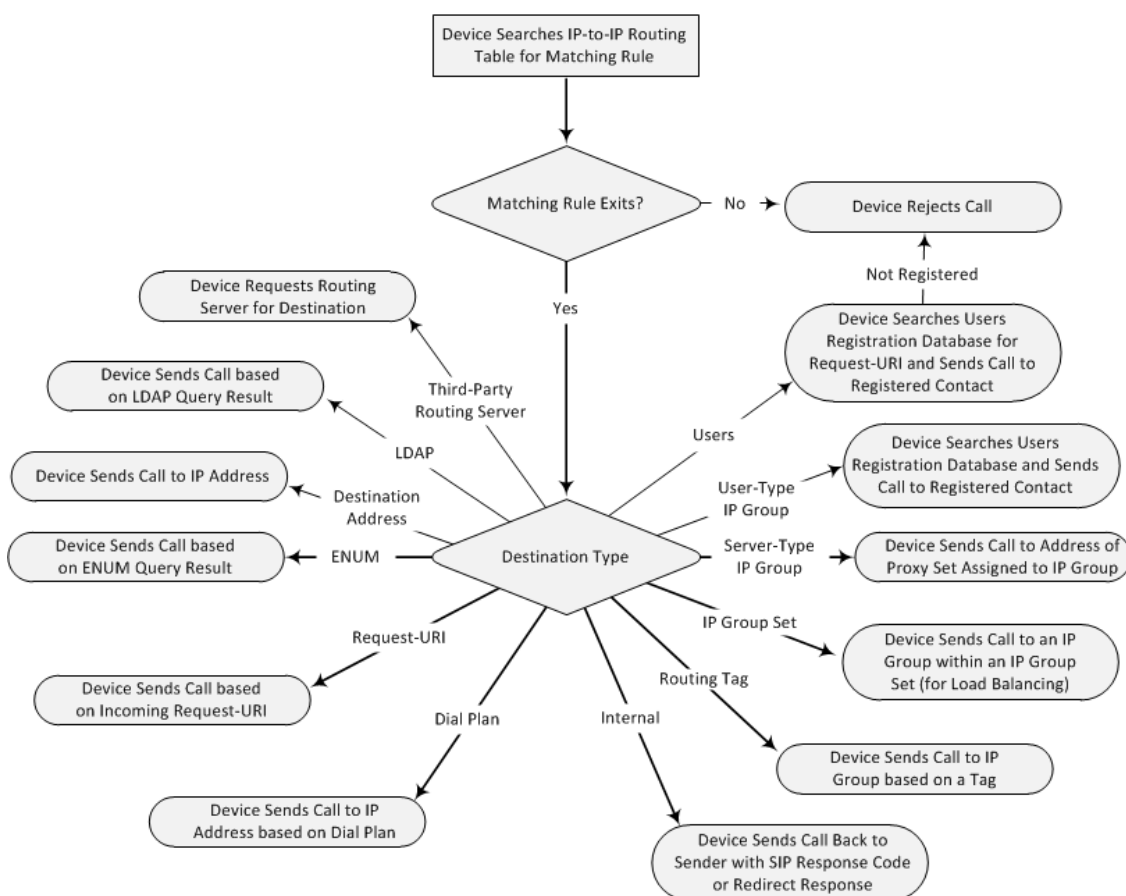 Device Searches IP-to-IP Routing
Table for Matching Rule
Matching Rule Exits?
No
Device Rejects Call
Not Registered
Yes
Device Requests Routing
Server for Destination
Device Searches Users
Registration Database for
Request-URI and Sends Call to
Registered Contact
Device Sends Call based
on LDAP Query Result
Third-Party
Routing Server
Users
LDAP
Device Searches Users
Registration Database and Sends
Call to Registered Contact
Device Sends Call to IP Address
Destination
Address
User-Type
IP Group
Device Sends Call based
on ENUM Query Result
ENUM
Destination Type
Server-Type
IP Group
Device Sends Call to Address of
Proxy Set Assigned to IP Group
Request-URI
IP Group Set
Device Sends Call to an IP
Group within an IP Group
Set (for Load Balancing)
Device Sends Call based
on Incoming Request-URI
Routing Tag
Dial Plan
Internal
Device Sends Call to IP
Group based on a Tag
Device Sends Call to IP
Address based on Dial Plan
Device Sends Call Back to
Sender with SIP Response Code
or Redirect Response